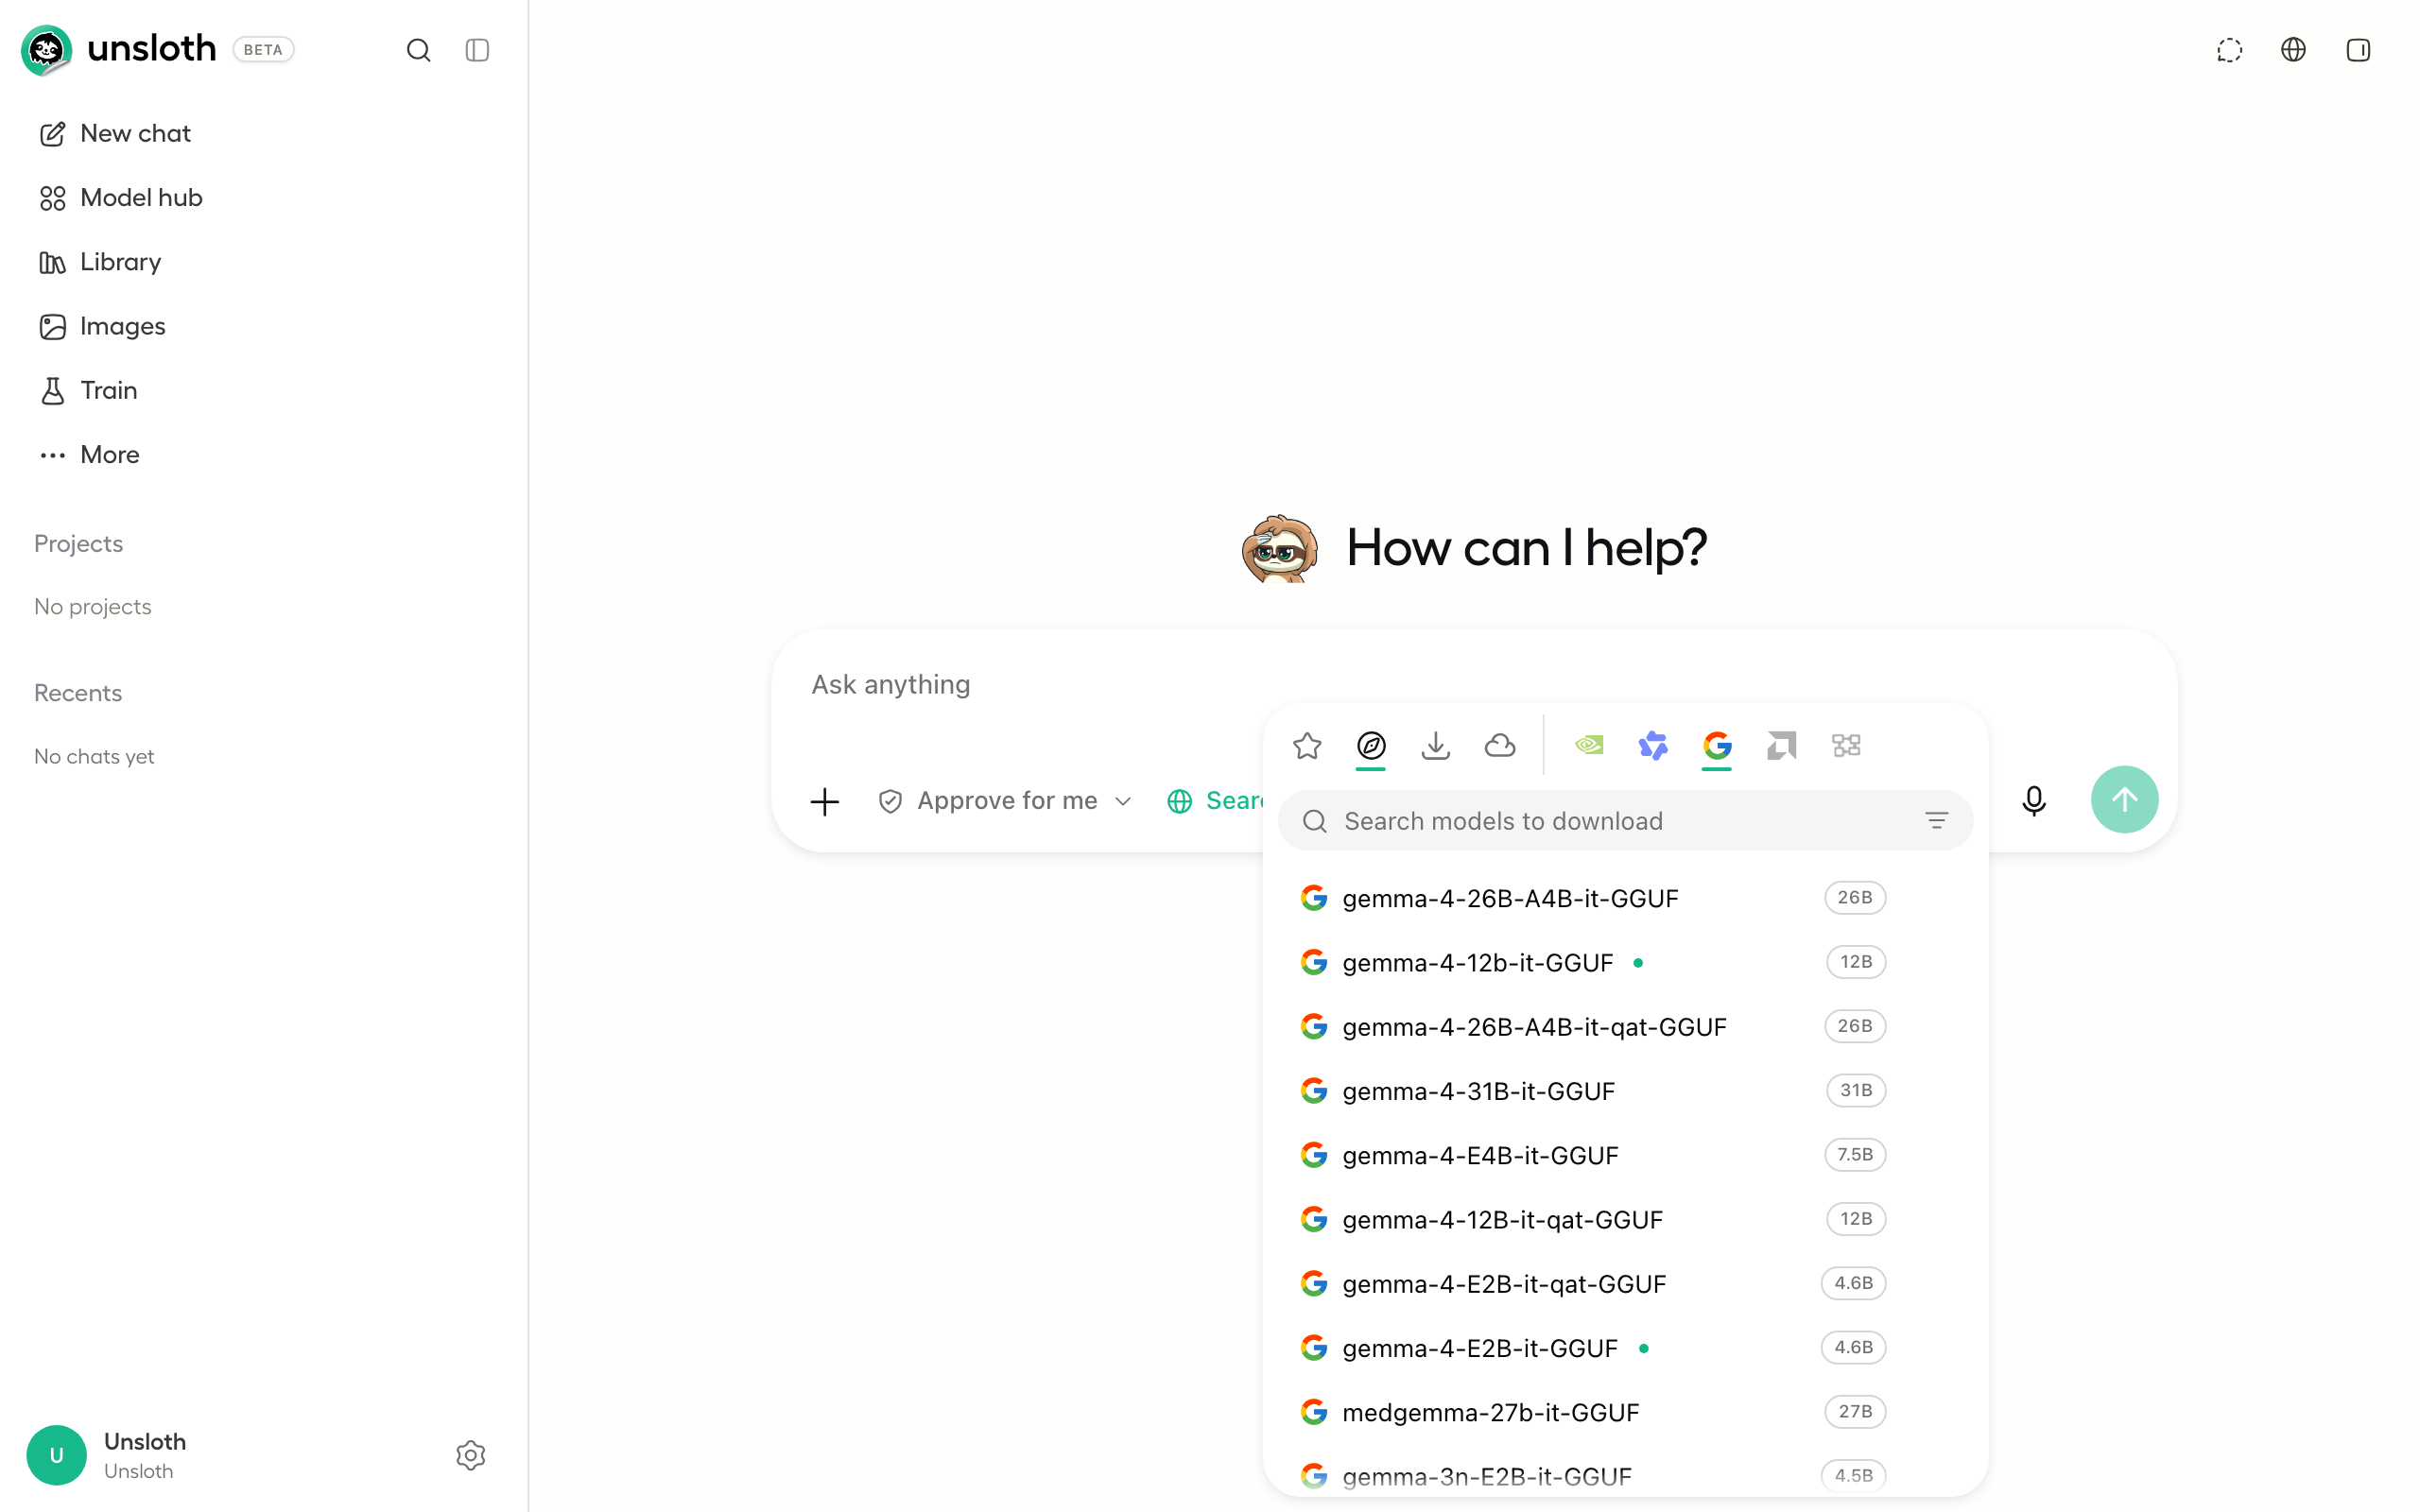 unsloth BETA
New chat
Model hub
Library
Images
Train
More
Projects
No projects
Recents
No chats yet
U
Unsloth
Unsloth
How can I help?
Ask anything
Approve for me
Search models to download
gemma-4-26B-A4B-it-GGUF 26B
gemma-4-12b-it-GGUF 12B
gemma-4-26B-A4B-it-qat-GGUF 26B
gemma-4-31B-it-GGUF 31B
gemma-4-E4B-it-GGUF 7.5B
gemma-4-12B-it-qat-GGUF 12B
gemma-4-E2B-it-qat-GGUF 4.6B
gemma-4-E2B-it-GGUF 4.6B
medgemma-27b-it-GGUF 27B
gemma-3n-E2B-it-GGUF 4.5B